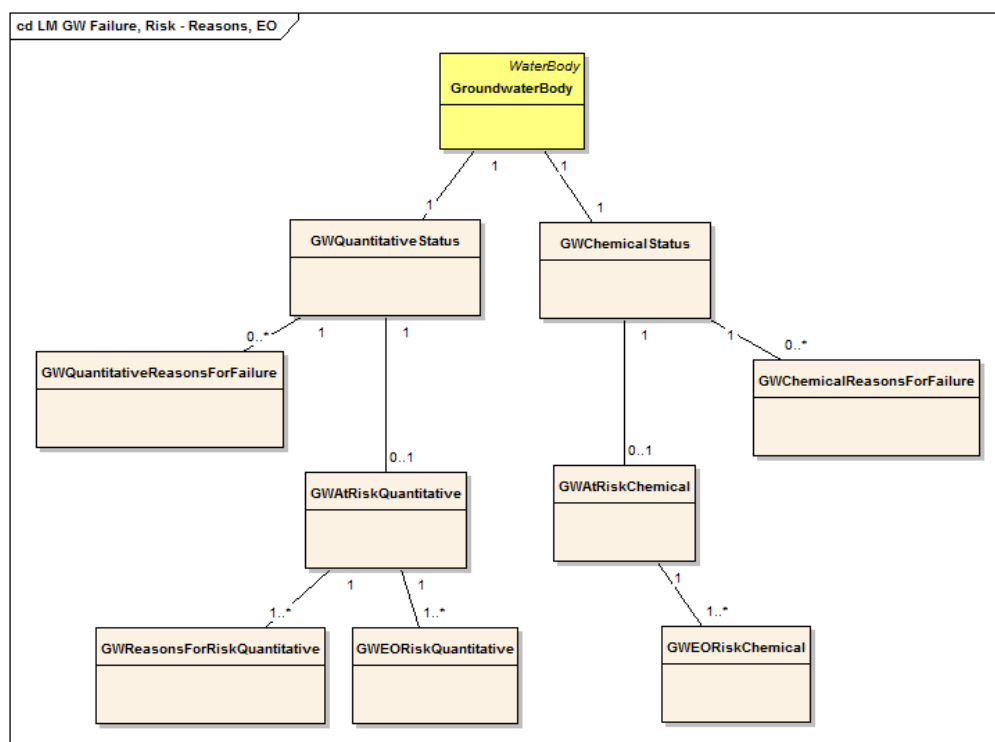 cd LM GW Failure, Risk - Reasons, EO
WaterBody
GroundwaterBody
1
1
1
1
GWQuantitativeStatus
GWChemicalStatus
1
1
1
1
0..*
0..*
GWQuantitativeReasonsForFailure
GWChemicalReasonsForFailure
0..1
0..1
GWAtRiskQuantitative
GWAtRiskChemical
1
1
1
1..*
1..*
1..*
GWReasonsForRiskQuantitative
GWEORiskQuantitative
GWEORiskChemical